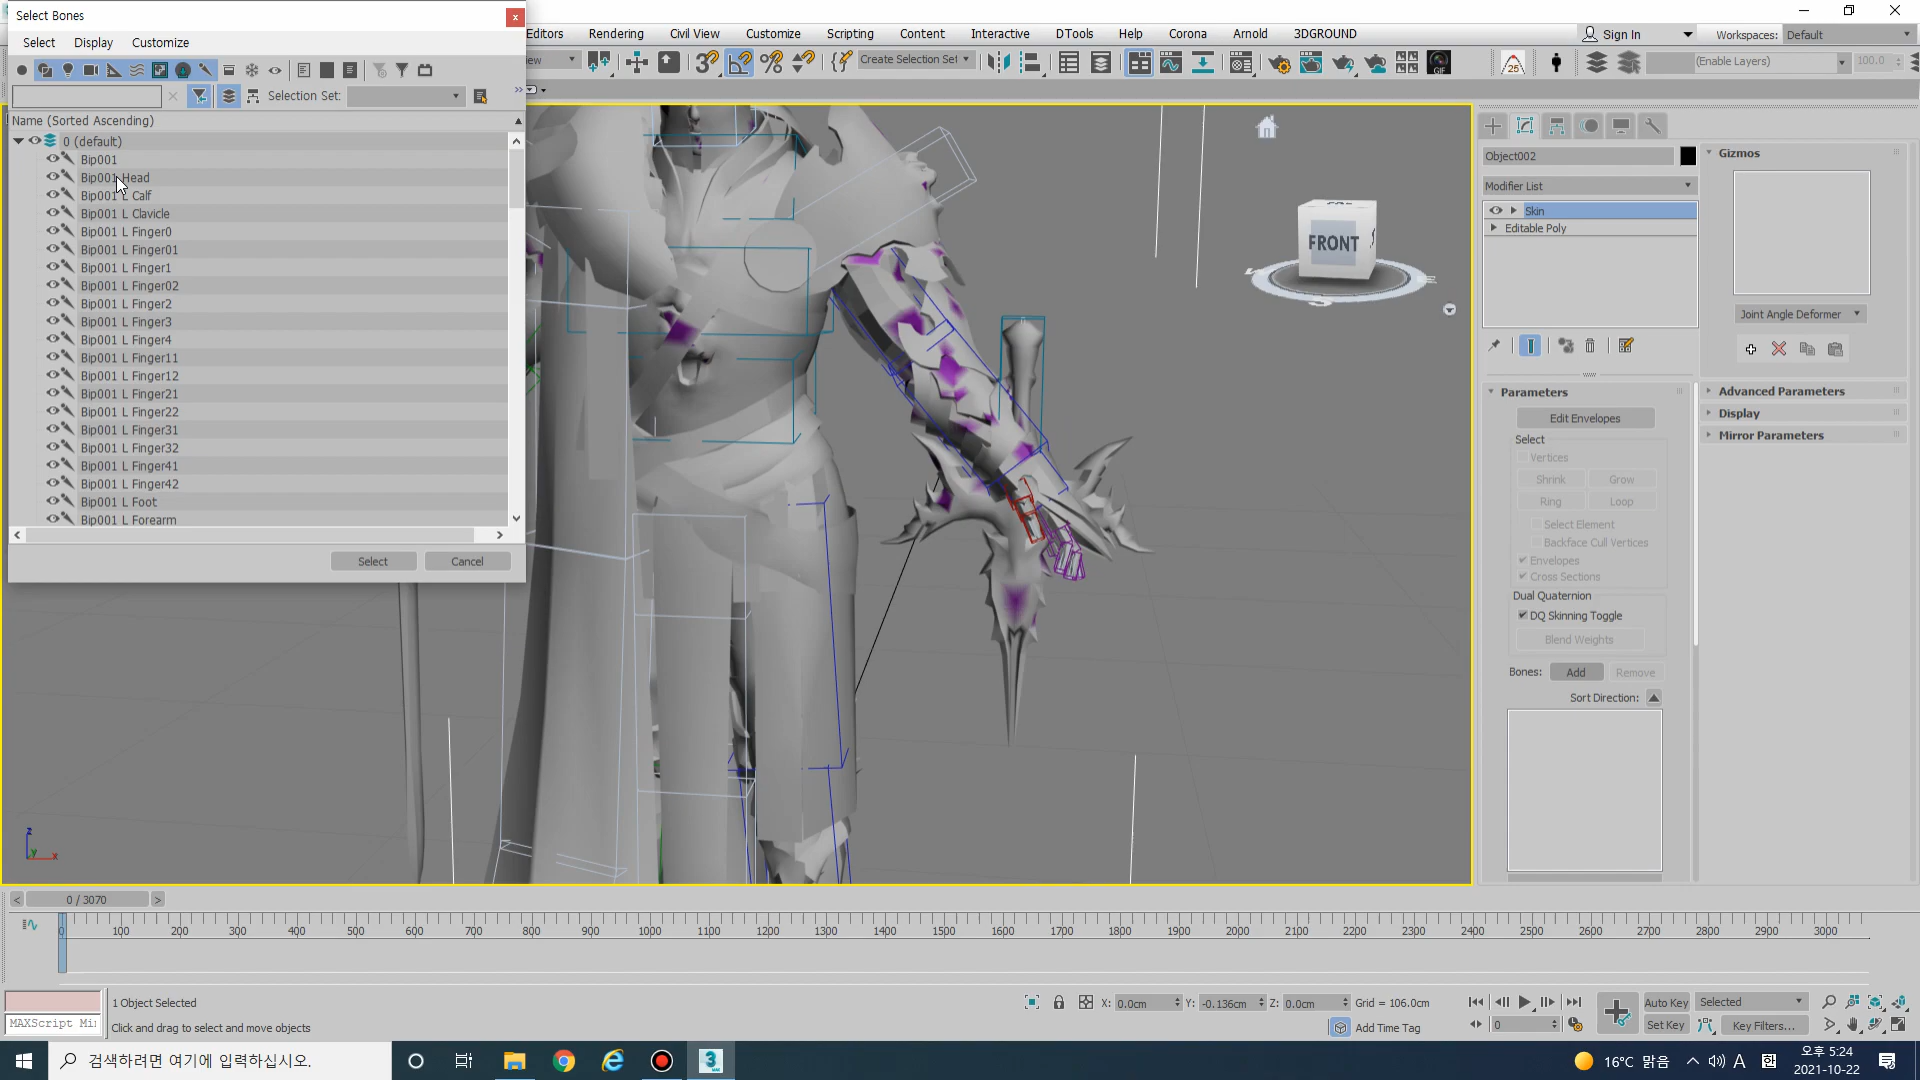 Select Bones
Select Display Customize
Selection Set:
Name (Sorted Ascending)
0 (default)
Bip001
Bip001 Head
Bip001 L Calf
Bip001 L Clavicle
Bip001 L Finger0
Bip001 L Finger01
Bip001 L Finger1
Bip001 L Finger02
Bip001 L Finger2
Bip001 L Finger3
Bip001 L Finger4
Bip001 L Finger11
Bip001 L Finger12
Bip001 L Finger21
Bip001 L Finger22
Bip001 L Finger31
Bip001 L Finger32
Bip001 L Finger41
Bip001 L Finger42
Bip001 L Foot
Bip001 L Forearm
Select Cancel
Editors Rendering Civil View Customize Scripting Content Interactive DTools Help Corona Arnold 3DGROUND
Sign In Workspaces: Default
Create Selection Set
GIF
25
(Enable Layers) 100.0
FRONT
Object002
Modifier List
Skin
Editable Poly
Parameters
Edit Envelopes
Select
Vertices
Shrink Grow
Ring Loop
Select Element
Backface Cull Vertices
Envelopes
Cross Sections
Dual Quaternion
DQ Skinning Toggle
Blend Weights
Bones: Add Remove
Sort Direction:
Gizmos
Joint Angle Deformer
Advanced Parameters
Display
Mirror Parameters
z
y x
< 0 / 3070 >
0 100 200 300 400 500 600 700 800 900 1000 1100 1200 1300 1400 1500 1600 1700 1800 1900 2000 2100 2200 2300 2400 2500 2600 2700 2800 2900 3000
MAXScript Mi
1 Object Selected
Click and drag to select and move objects
X: 0.0cm Y: -0.136cm Z: 0.0cm Grid = 106.0cm
Add Time Tag
0
Auto Key Selected
Set Key Key Filters...
검색하려면 여기에 입력하십시오.
3
MAX
16°C 맑음 A
오후 5:24
2021-10-22